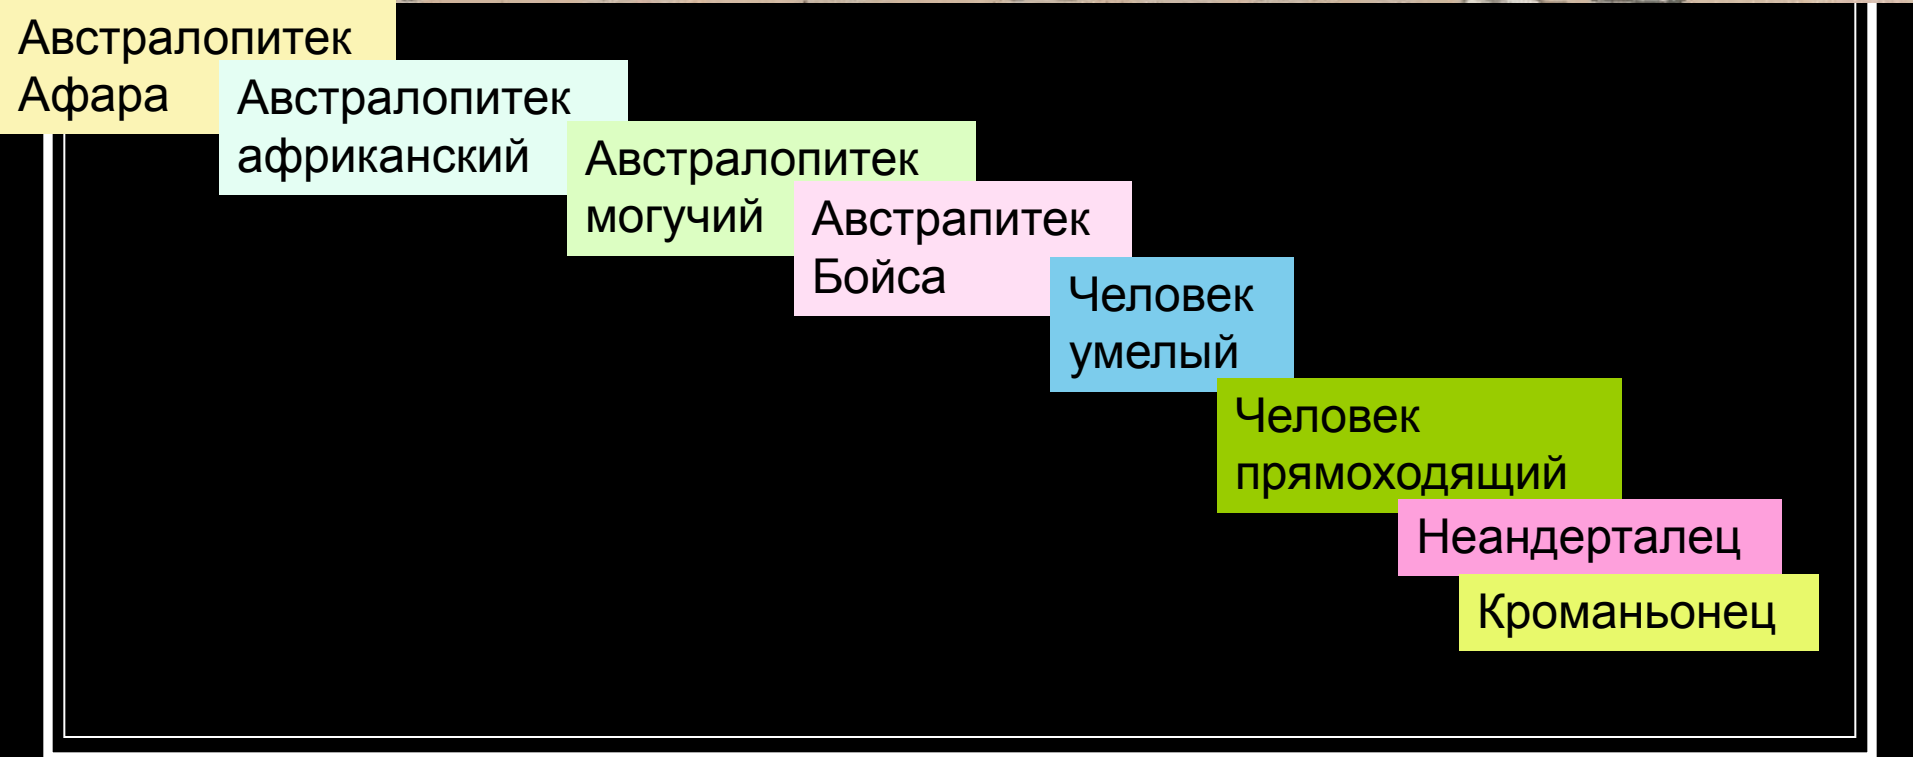 Австралопитек
Афара
Австралопитек
африканский
Австралопитек
могучий
Австрапитек
Бойса
Человек
умелый
Человек
прямоходящий
Неандерталец
Кроманьонец